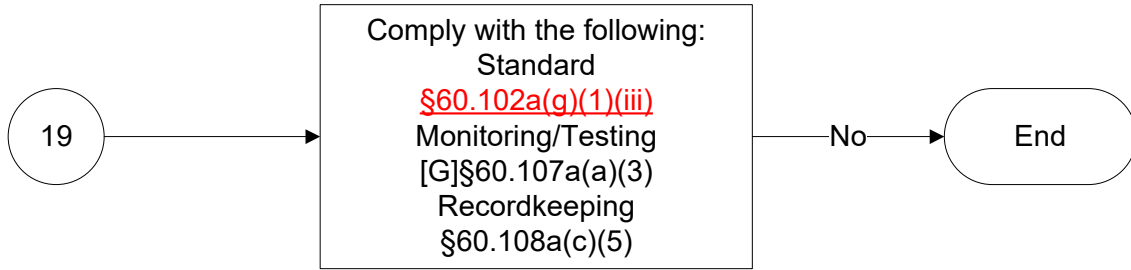 19
Comply with the following:
Standard
§60.102a(g)(1)(iii)
Monitoring/Testing
[G]§60.107a(a)(3)
Recordkeeping
§60.108a(c)(5)
No
End